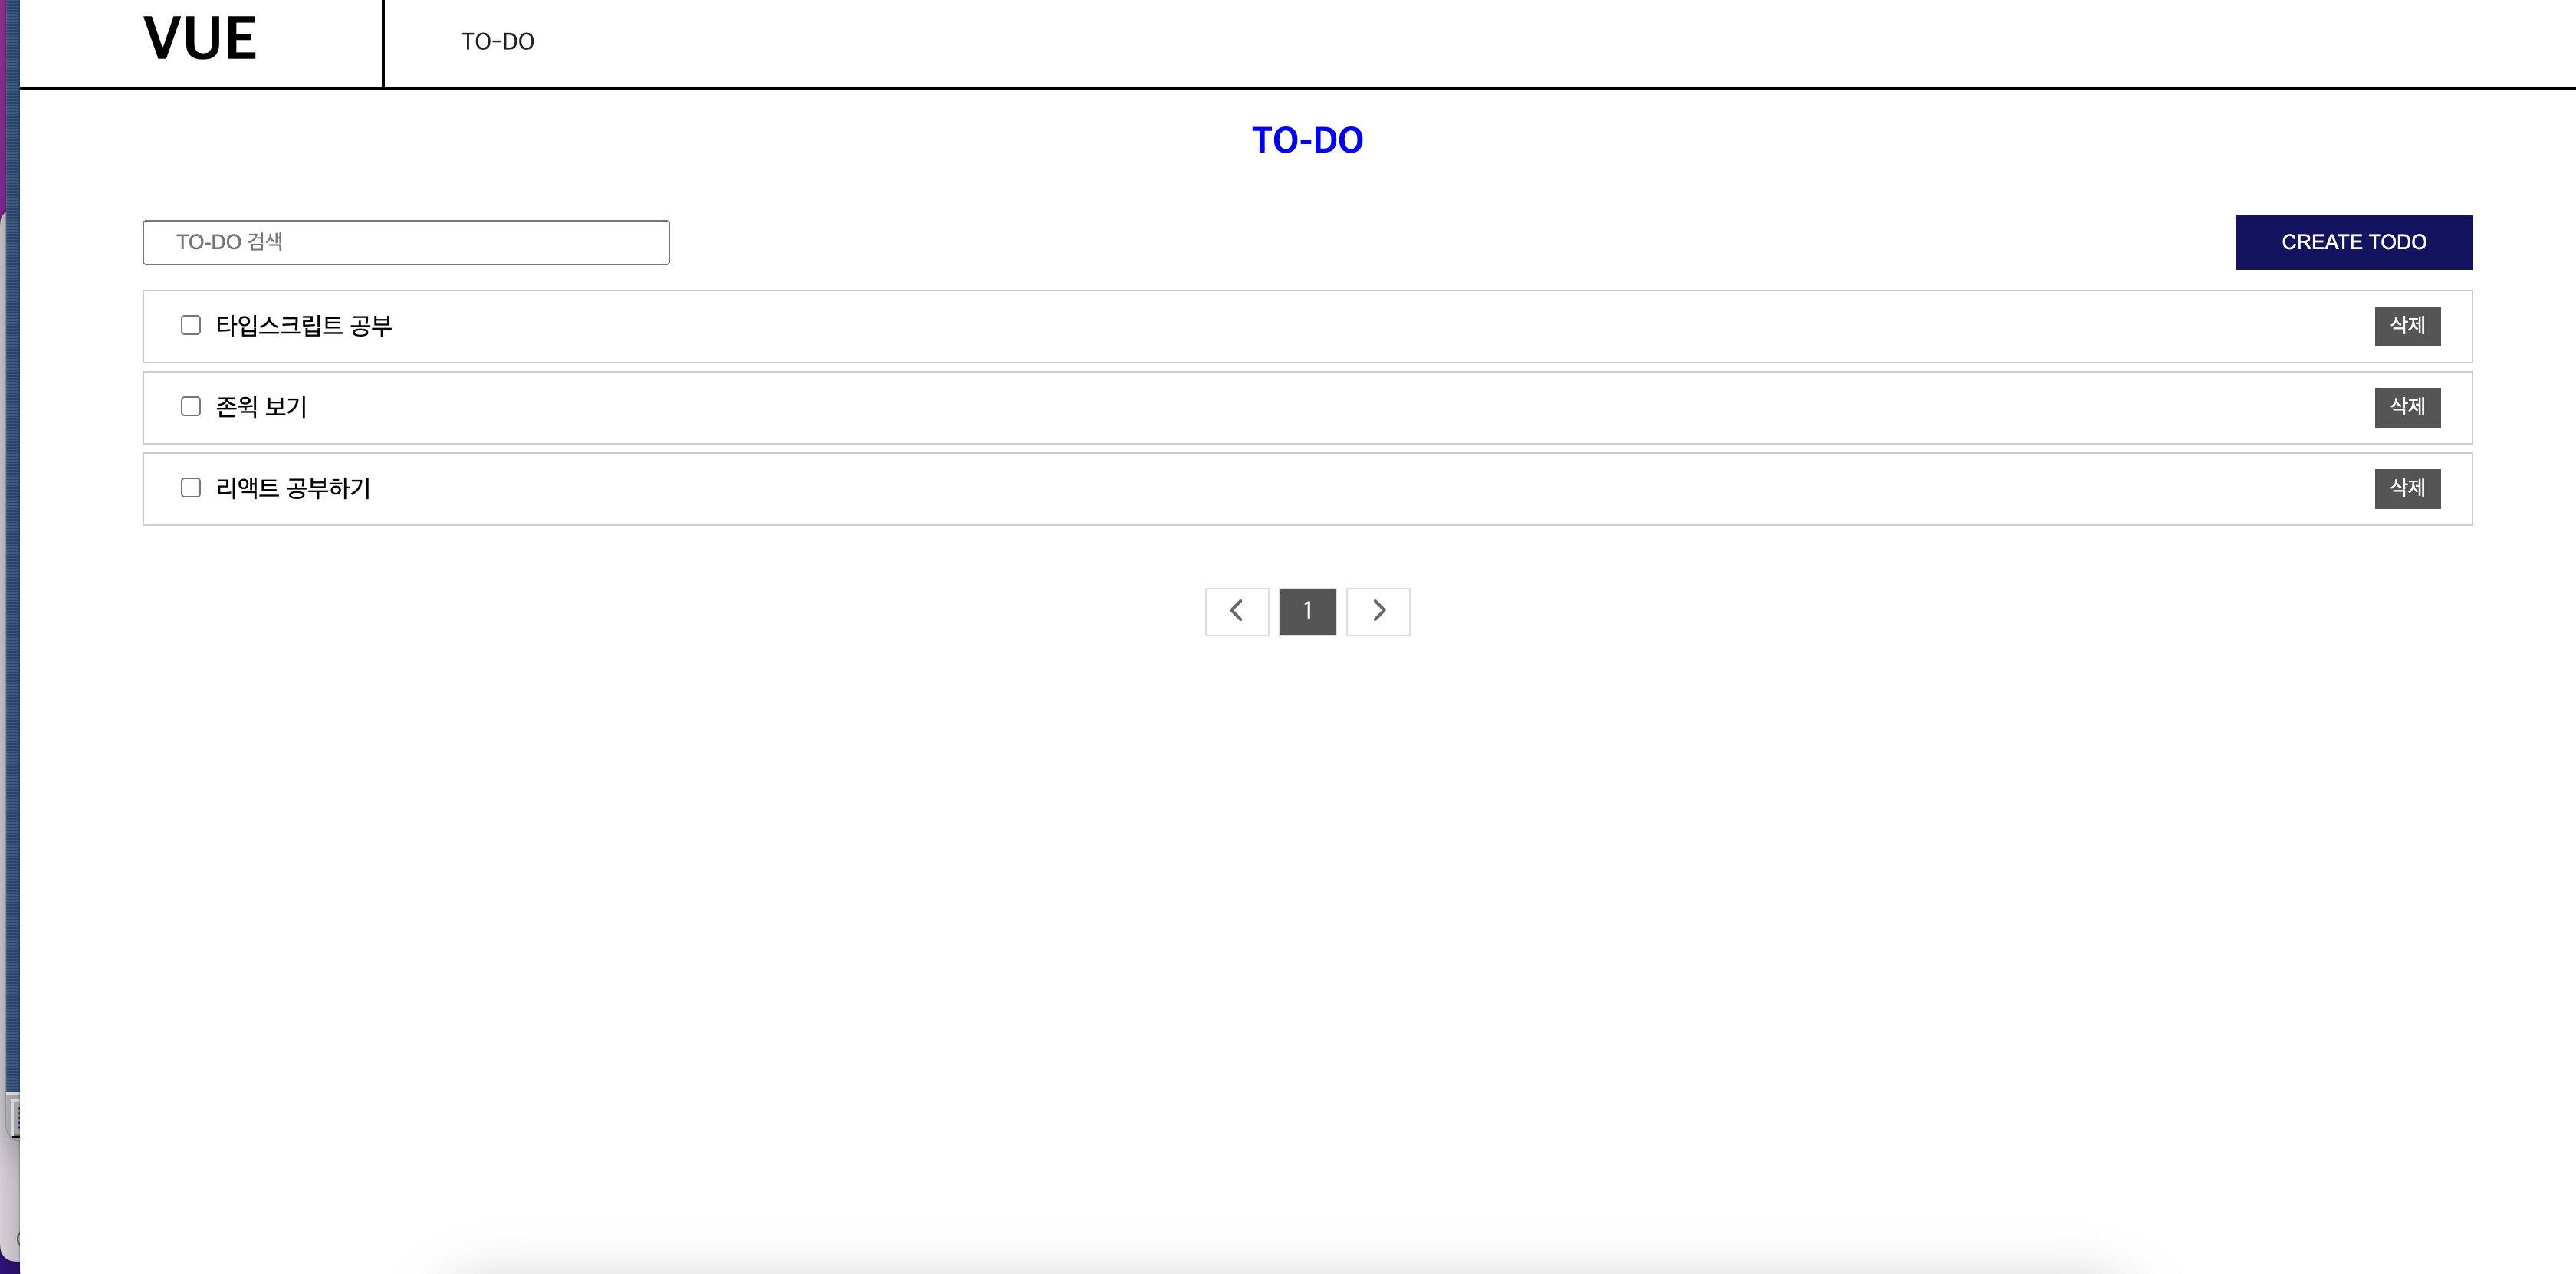 VUE
TO-DO
TO-DO
TO-DO 검색
CREATE TODO
타입스크립트 공부
삭제
존윅 보기
삭제
리액트 공부하기
삭제
1